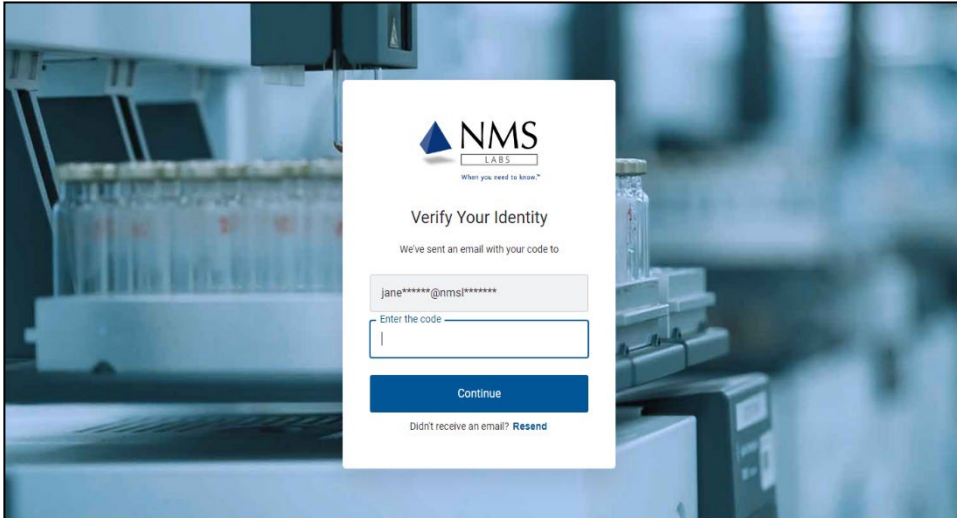 NMS
LABS
When you need to know.™
Verify Your Identity
We've sent an email with your code to
jane******@nmsl*******
Enter the code
Continue
Didn't receive an email? Resend